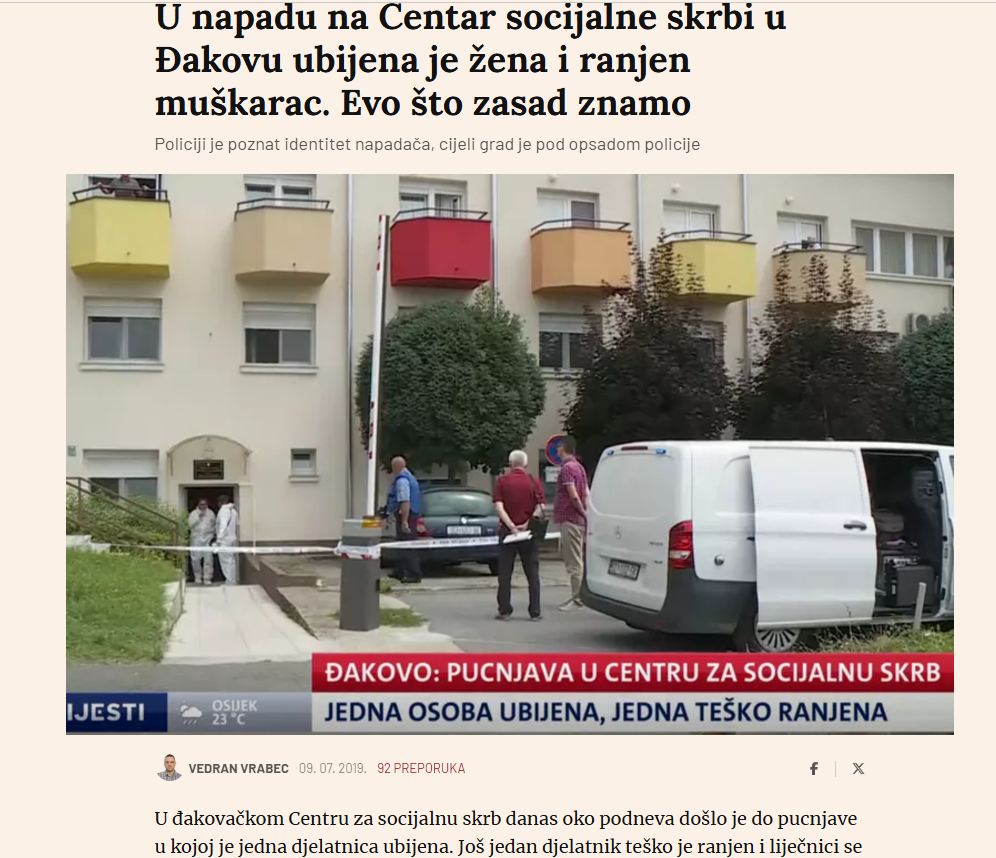 U napadu na Centar socijalne skrbi u
Đakovu ubijena je žena i ranjen
muškarac. Evo što zasad znamo
Policiji je poznat identitet napadača, cijeli grad je pod opsadom policije
ĐAKOVO: PUCNJAVA U CENTRU ZA SOCIJALNU SKRB
IJESTI
OSIJEK
23 °C
JEDNA OSOBA UBIJENA, JEDNA TEŠKO RANJENA
VEDRAN VRABEC 09. 07. 2019. 92 PREPORUKA
U đakovačkom Centru za socijalnu skrb danas oko podneva došlo je do pucnjave
u kojoj je jedna djelatnica ubijena. Još jedan djelatnik teško je ranjen i liječnici se